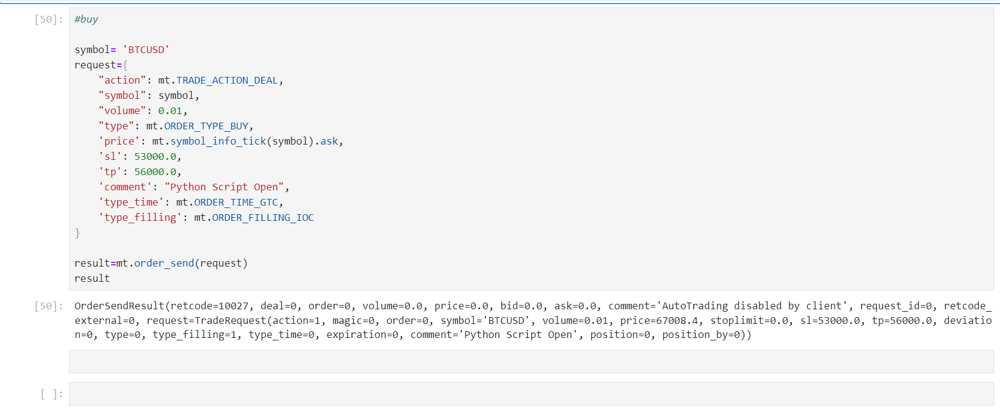 [50]: #buy
symbol= 'BTCUSD'
request={
    "action": mt.TRADE_ACTION_DEAL,
    "symbol": symbol,
    "volume": 0.01,
    "type": mt.ORDER_TYPE_BUY,
    'price': mt.symbol_info_tick(symbol).ask,
    'sl': 53000.0,
    'tp': 56000.0,
    'comment': "Python Script Open",
    'type_time': mt.ORDER_TIME_GTC,
    'type_filling': mt.ORDER_FILLING_IOC
}
result=mt.order_send(request)
result
[50]: OrderSendResult(retcode=10027, deal=0, order=0, volume=0.0, price=0.0, bid=0.0, ask=0.0, comment='AutoTrading disabled by client', request_id=0, retcode_
external=0, request=TradeRequest(action=1, magic=0, order=0, symbol='BTCUSD', volume=0.01, price=67008.4, stoplimit=0.0, sl=53000.0, tp=56000.0, deviatio
n=0, type=0, type_filling=1, type_time=0, expiration=0, comment='Python Script Open', position=0, position_by=0))
[ ]: